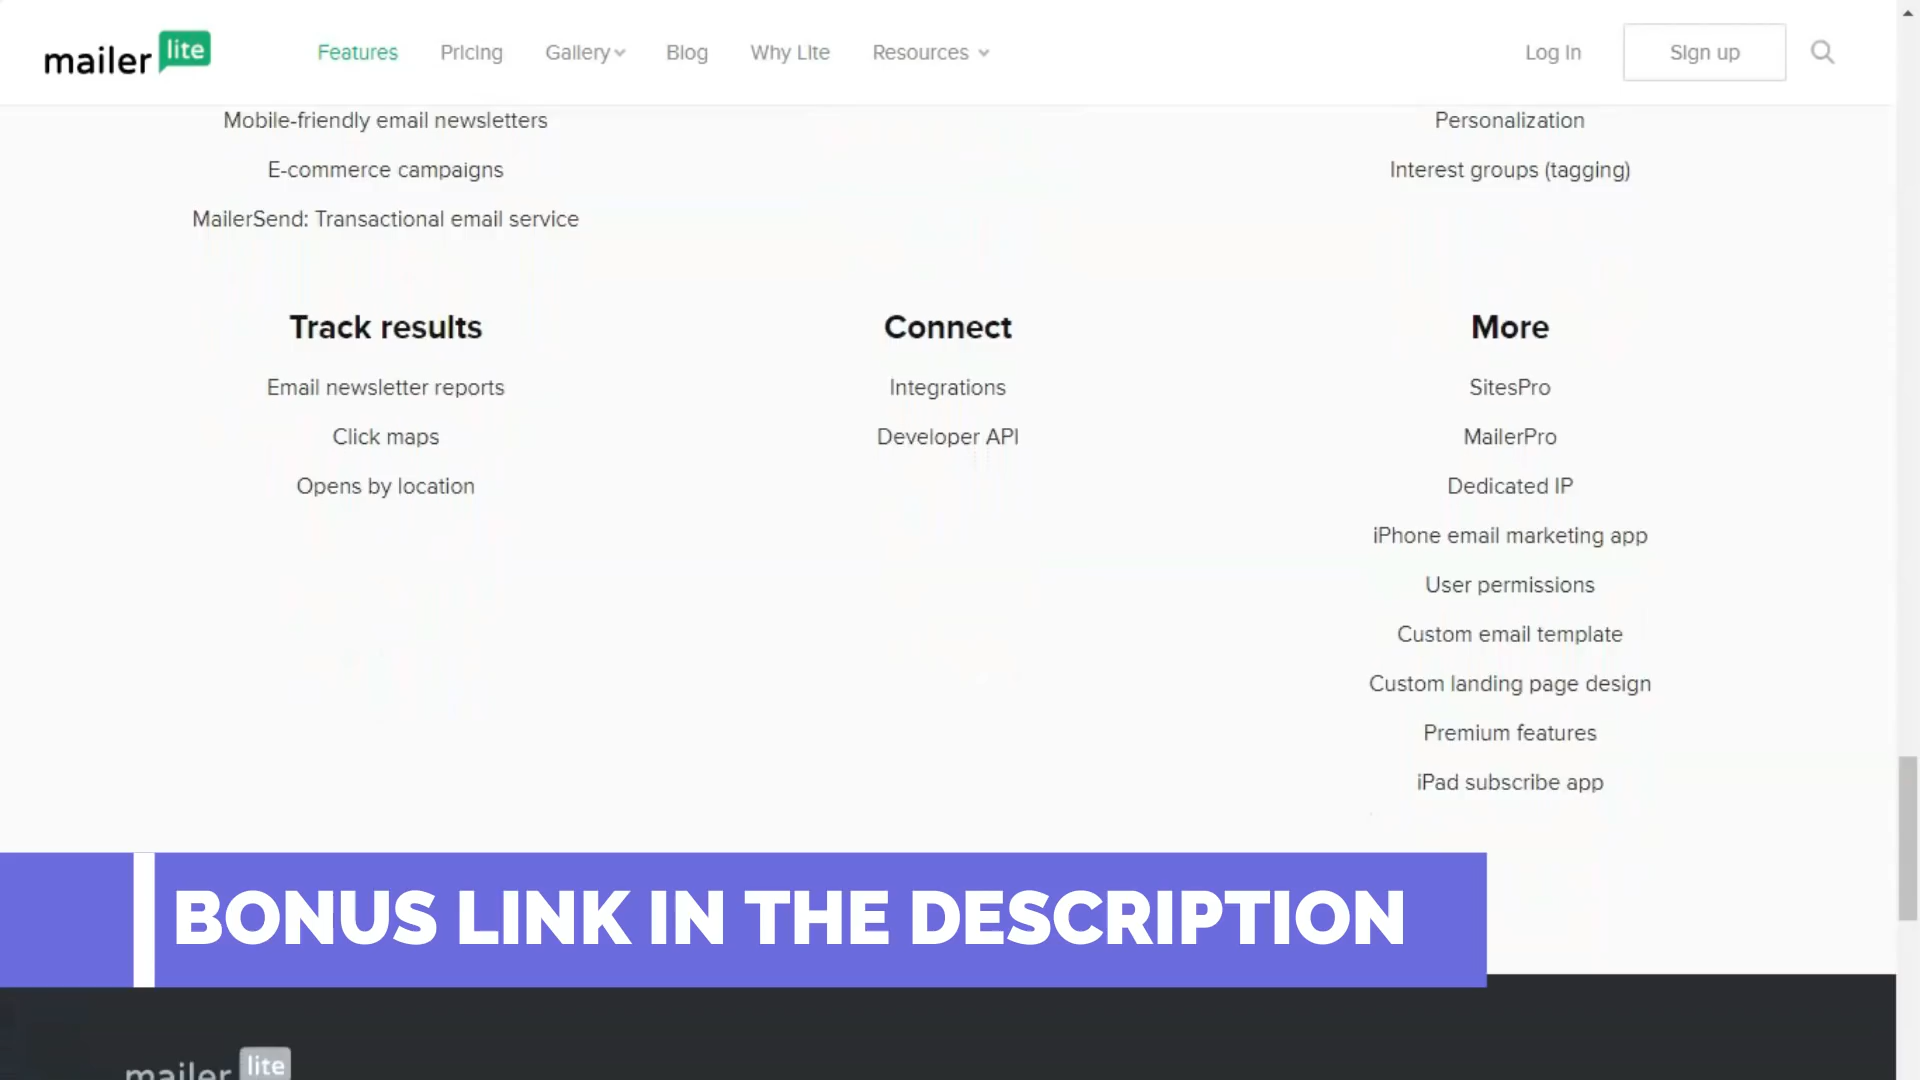 mailer lite
Features Pricing Gallery Blog Why Lite Resources Log In Sign up
Mobile-friendly email newsletters
E-commerce campaigns
MailerSend: Transactional email service
Personalization
Interest groups (tagging)
Track results
Email newsletter reports
Click maps
Opens by location
Connect
Integrations
Developer API
More
SitesPro
MailerPro
Dedicated IP
iPhone email marketing app
User permissions
Custom email template
Custom landing page design
Premium features
iPad subscribe app
BONUS LINK IN THE DESCRIPTION
mailer lite